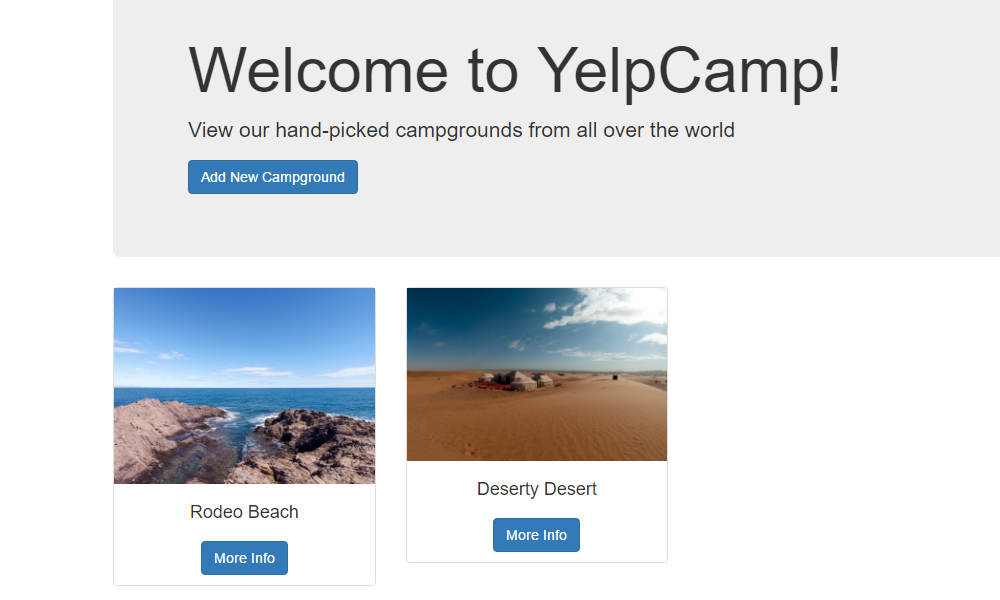 Welcome to YelpCamp!
View our hand-picked campgrounds from all over the world
Add New Campground
Rodeo Beach
More Info
Deserty Desert
More Info